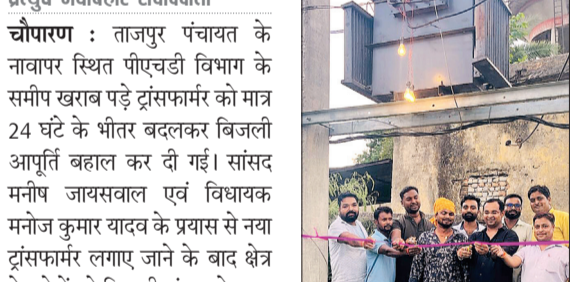 चौपारण : ताजपुर पंचायत के
नावापर स्थित पीएचडी विभाग के
समीप खराब पड़े ट्रांसफार्मर को मात्र
24 घंटे के भीतर बदलकर बिजली
आपूर्ति बहाल कर दी गई। सांसद
मनीष जायसवाल एवं विधायक
मनोज कुमार यादव के प्रयास से नया
ट्रांसफार्मर लगाए जाने के बाद क्षेत्र